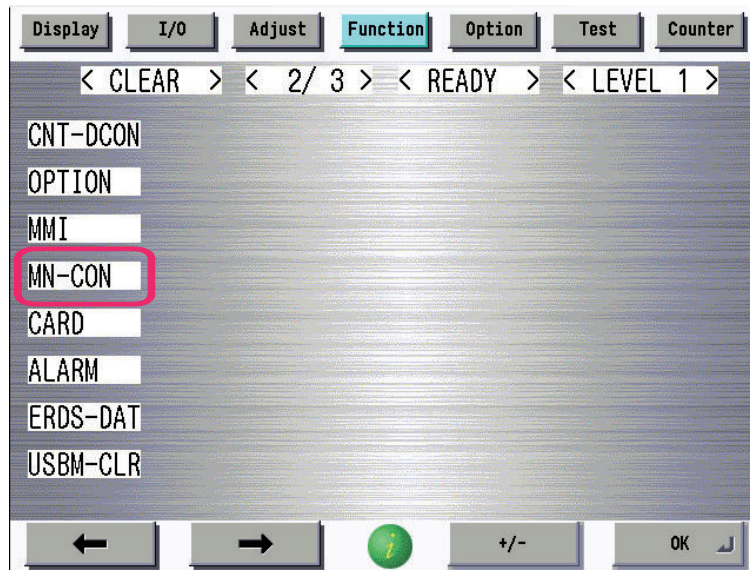 Display I/O Adjust Function Option Test Counter
< CLEAR > < 2/ 3 > < READY > < LEVEL 1 >
CNT-DCON
OPTION
MMI
MN-CON
CARD
ALARM
ERDS-DAT
USBM-CLR
← → i +/- OK